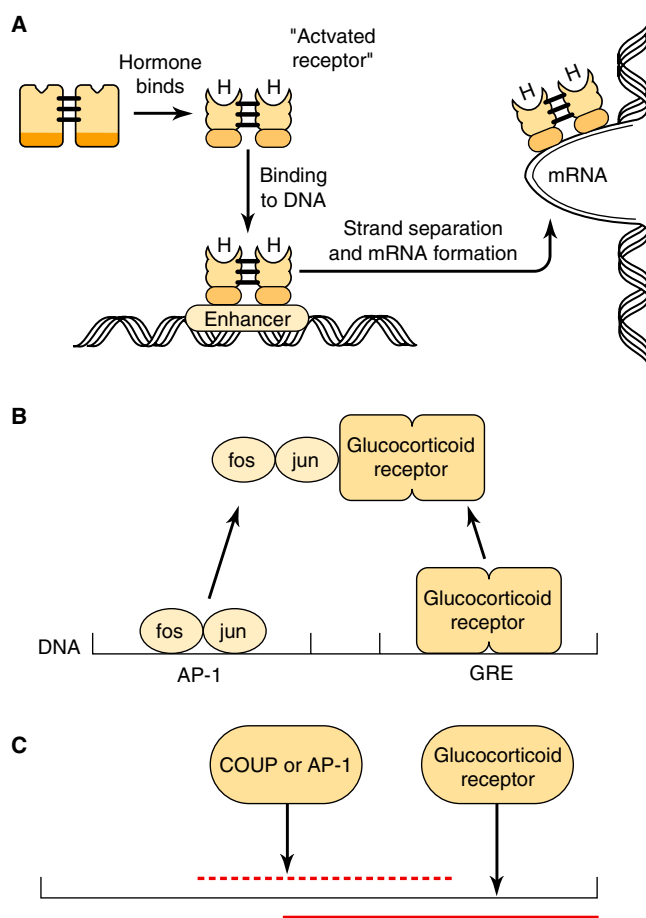 A
Hormone
binds
"Actvated
receptor"
H H
H H
mRNA
Binding
to DNA
H H
Strand separation
and mRNA formation
Enhancer
B
fos jun Glucocorticoid
receptor
fos jun Glucocorticoid
receptor
DNA
AP-1 GRE
C
COUP or AP-1 Glucocorticoid
receptor